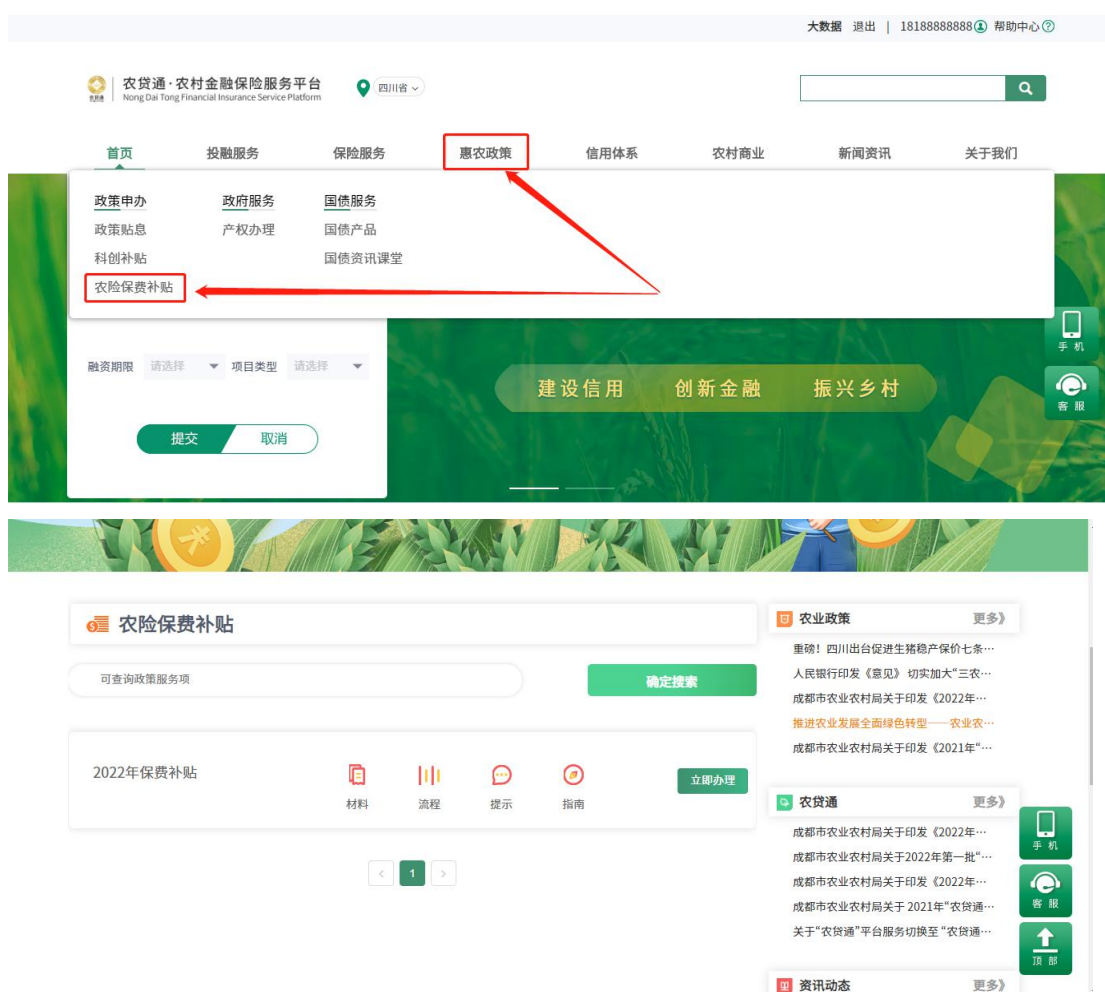 大数据 退出 | 18188888888 帮助中心
农贷通·农村金融保险服务平台
Nong Dai Tong Financial Insurance Service Platform
四川省
首页 投融服务 保险服务 惠农政策 信用体系 农村商业 新闻资讯 关于我们
政策申办 政府服务 国债服务
政策贴息 产权办理 国债产品
科创补贴 国债资讯课堂
农险保费补贴
手机
融资期限 请选择 项目类型 请选择
建设信用 创新金融 振兴乡村
客服
提交 取消
农险保费补贴
农业政策 更多》
重磅！四川出台促进生猪稳产保价七条…
可查询政策服务项 确定搜索
人民银行印发《意见》 切实加大“三农…
成都市农业农村局关于印发《2022年…
推进农业发展全面绿色转型——农业农…
成都市农业农村局关于印发《2021年“…
2022年保费补贴
材料 流程 提示 指南 立即办理
农贷通 更多》
成都市农业农村局关于印发《2022年…
手机
成都市农业农村局关于2022年第一批“…
< 1 >
成都市农业农村局关于印发《2022年…
客服
成都市农业农村局关于 2021年“农贷通…
关于“农贷通”平台服务切换至 “农贷通…
顶部
资讯动态 更多》